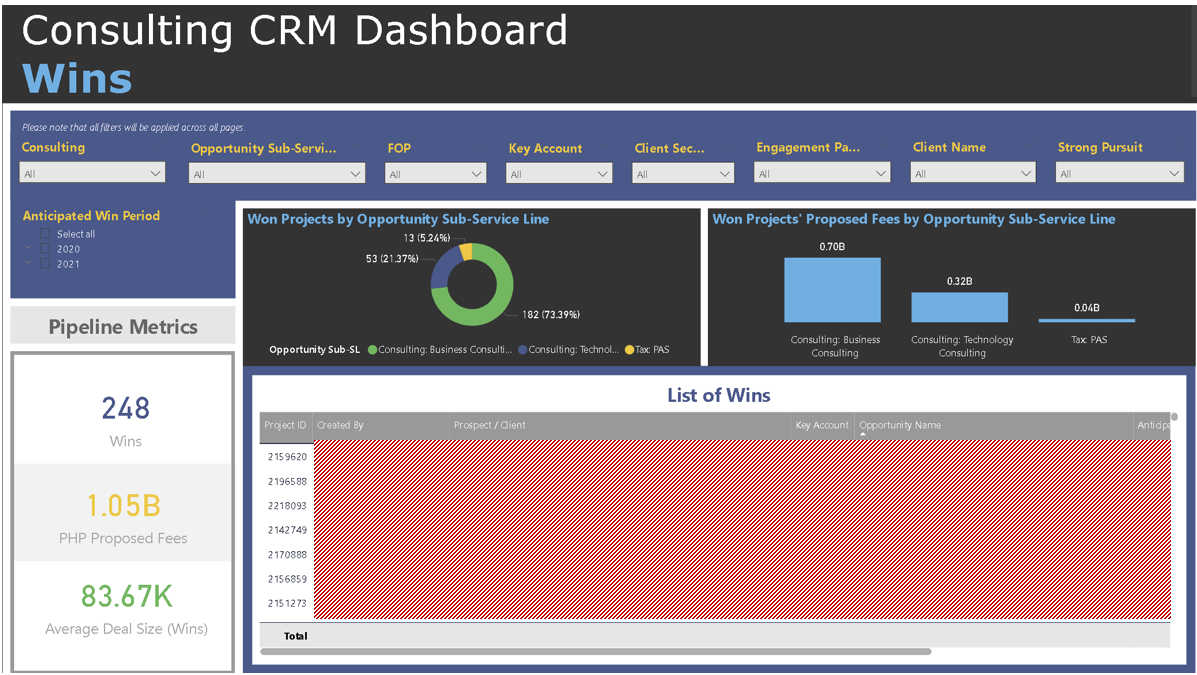 Consulting CRM Dashboard
Wins
Please note that all filters will be applied across all pages.
Consulting
All
Opportunity Sub-Servi...
All
FOP
All
Key Account
All
Client Sec...
All
Engagement Pa...
All
Client Name
All
Strong Pursuit
All
Anticipated Win Period
Select all
2020
2021
Pipeline Metrics
248
Wins
1.05B
PHP Proposed Fees
83.67K
Average Deal Size (Wins)
Won Projects by Opportunity Sub-Service Line
13 (5.24%)
53 (21.37%)
182 (73.39%)
Opportunity Sub-SL Consulting: Business Consulti... Consulting: Technol... Tax: PAS
Won Projects' Proposed Fees by Opportunity Sub-Service Line
0.70B
0.32B
0.04B
Consulting: Business
Consulting
Consulting: Technology
Consulting
Tax: PAS
List of Wins
Project ID Created By Prospect / Client Key Account Opportunity Name Anticipa
2159620
2196588
2218093
2142749
2170888
2156859
2151273
Total